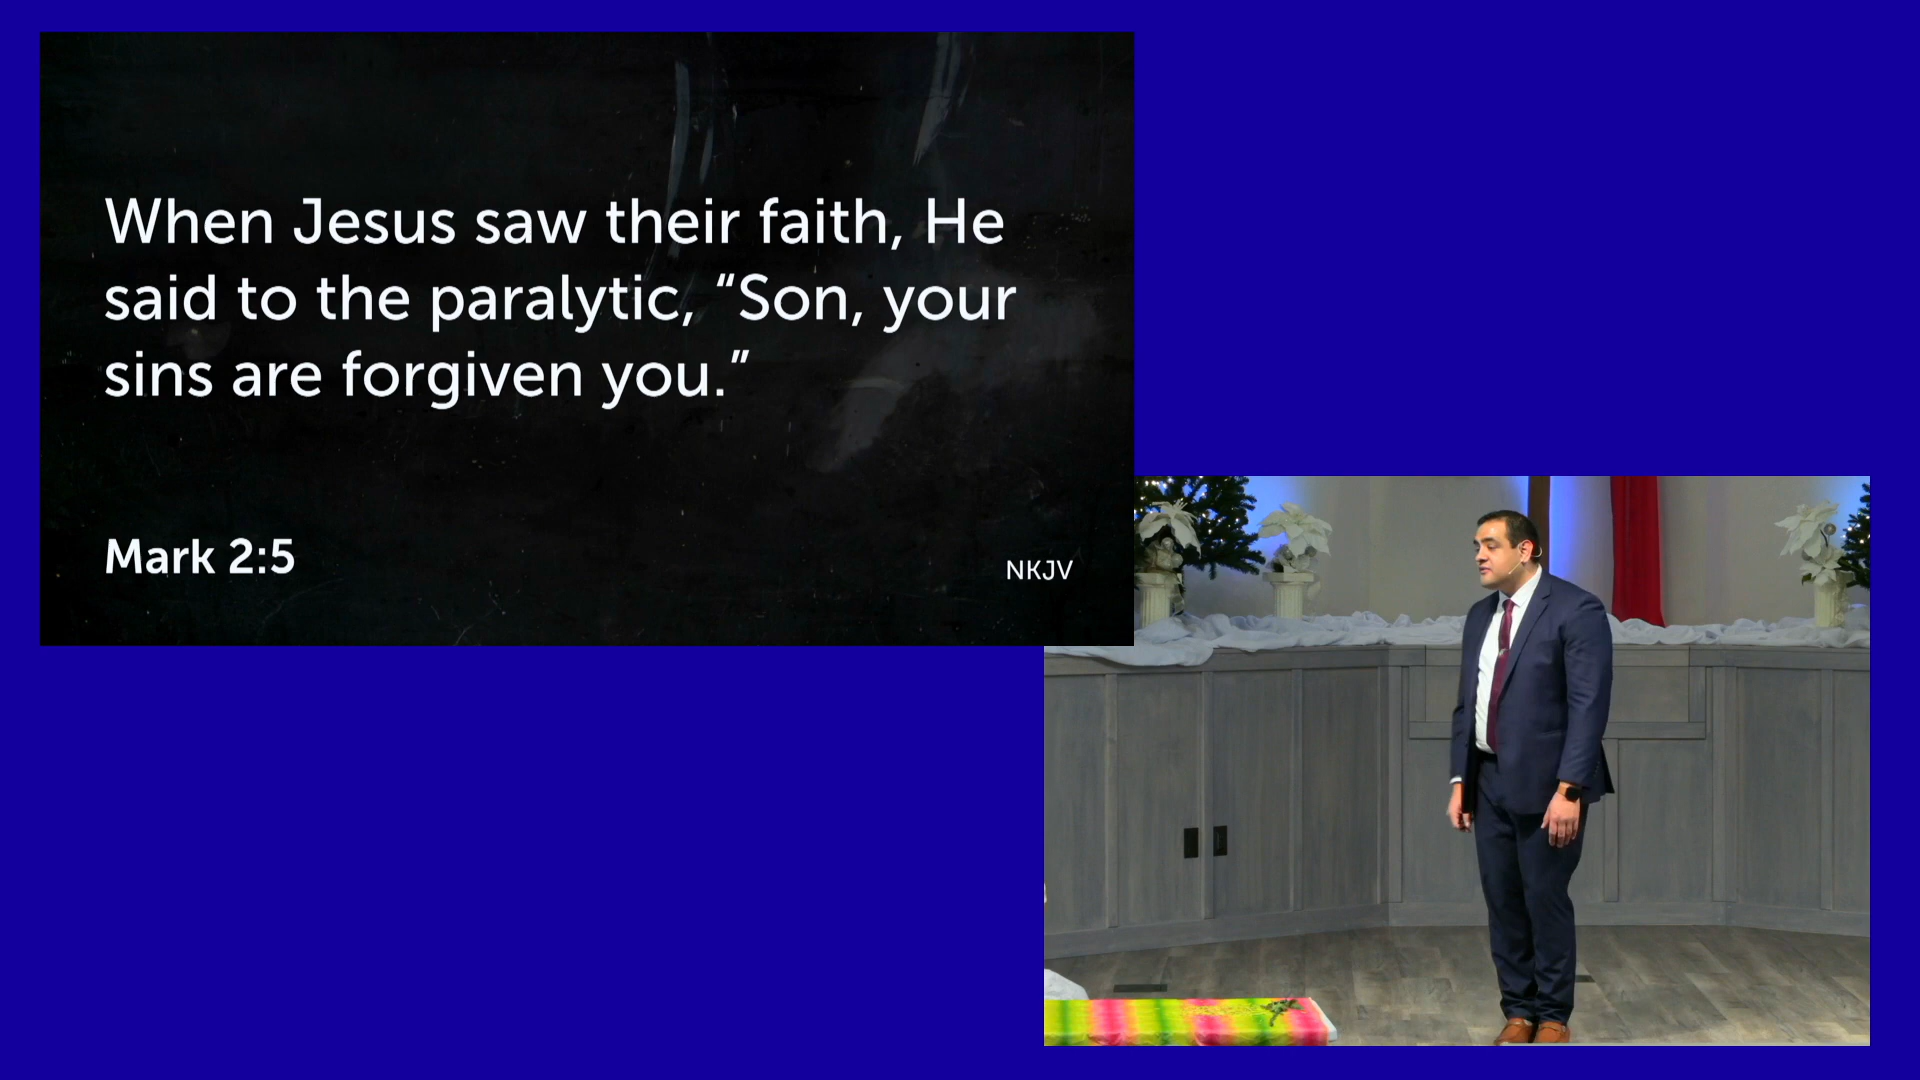 When Jesus saw their faith, He
said to the paralytic, “Son, your
sins are forgiven you.”
Mark 2:5
NKJV